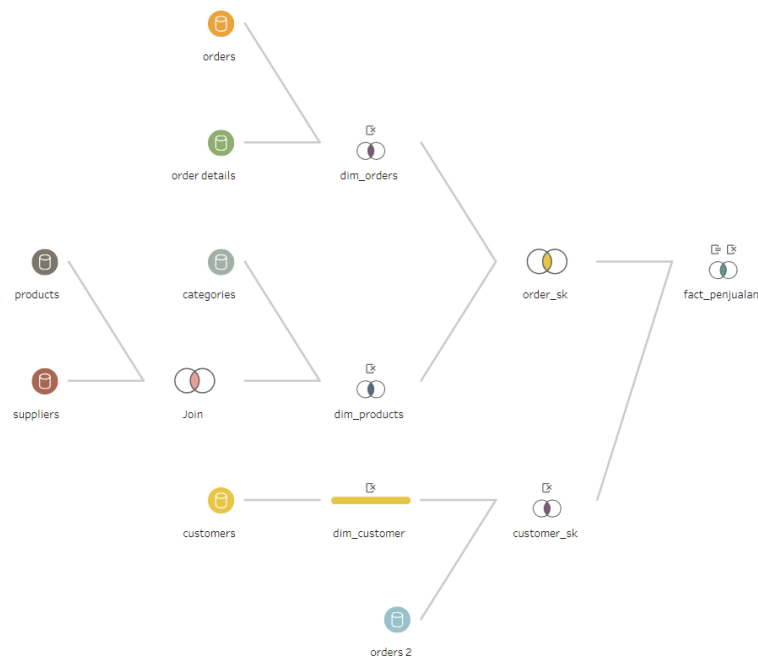 orders
order details
dim_orders
products
categories
order_sk
fact_penjualan
suppliers
Join
dim_products
customers
dim_customer
customer_sk
orders 2